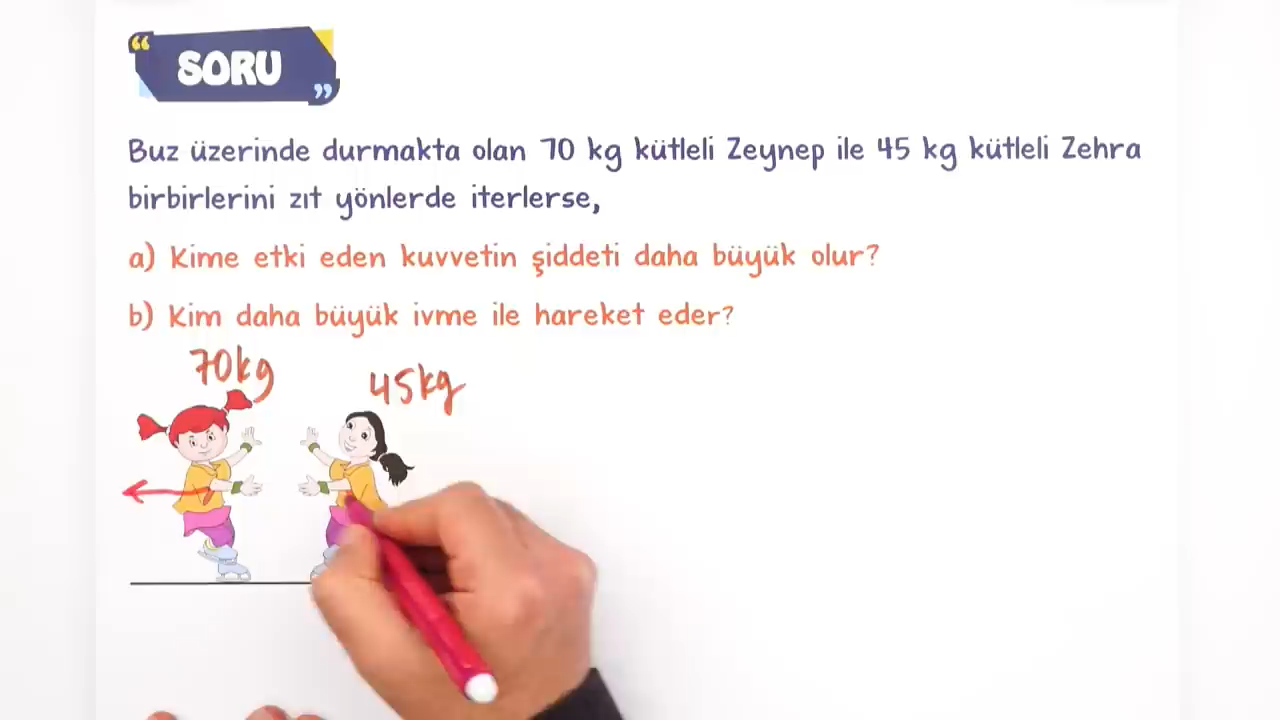 SORU
Buz üzerinde durmakta olan 70 kg kütleli Zeynep ile 45 kg kütleli Zehra
birbirlerini zıt yönlerde iterlerse,
a) Kime etki eden kuvvetin şiddeti daha büyük olur?
b) Kim daha büyük ivme ile hareket eder?
70kg
45kg